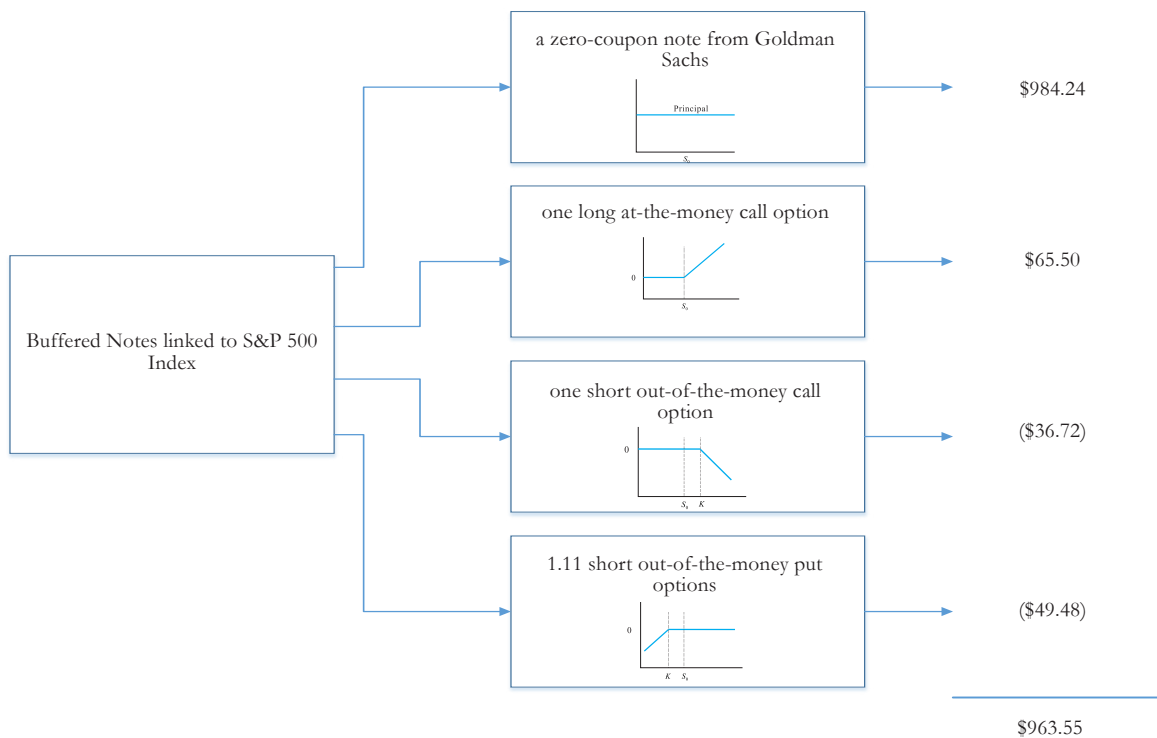 Buffered Notes linked to S&P 500
Index
a zero-coupon note from Goldman
Sachs
Principal
S₀
$984.24
one long at-the-money call option
0
S₀
$65.50
one short out-of-the-money call
option
0
S₀ K
($36.72)
1.11 short out-of-the-money put
options
0
K S₀
($49.48)
$963.55